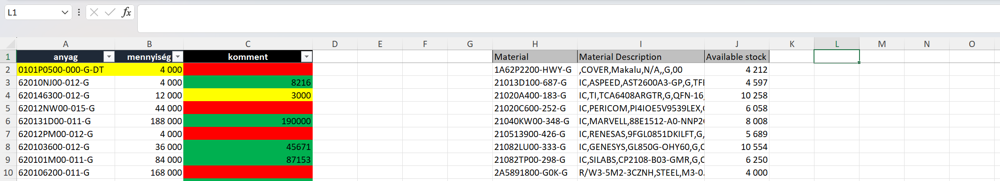 L1 fx
A B C D E F G H I J K L M N O
1 anyag mennyiség komment Material Material Description Available stock
2 0101P0500-000-G-DT 4 000 1A62P2200-HWY-G ,COVER,Makalu,N/A,,G,00 4 212
3 62010NJ00-012-G 4 000 8216 21013D100-687-G IC,ASPEED,AST2600A3-GP,G,TFB 4 597
4 620146300-012-G 12 000 3000 21020A400-183-G IC,TI,TCA6408ARGTR,G,QFN-16, 10 258
5 62012NW00-015-G 44 000 21020C600-252-G IC,PERICOM,PI4IOE5V9539LEX, 6 058
6 620131D00-011-G 188 000 190000 21040KW00-348-G IC,MARVELL,88E1512-A0-NNP2 8 008
7 62012PM00-012-G 4 000 210513900-426-G IC,RENESAS,9FGL0851DKILFT,G, 5 689
8 620103600-012-G 36 000 45671 21082LU00-333-G IC,GENESYS,GL850G-OHY60,G, 10 554
9 620101M00-011-G 84 000 87153 21082TP00-298-G IC,SILABS,CP2108-B03-GMR,G, 6 250
10 620106200-011-G 168 000 2A5891800-G0K-G R/W3-5M2-3CZNH,STEEL,M3-0. 4 000